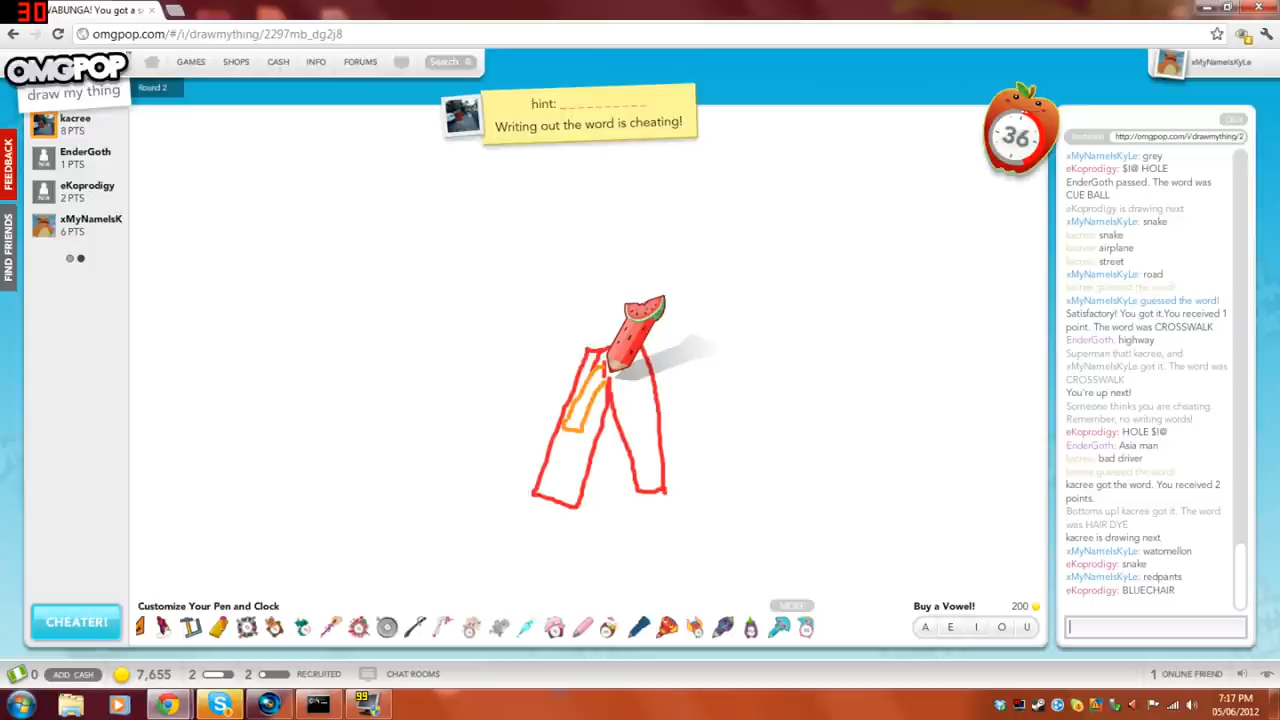 30
WABUNGA! You got a s
omgpop.com/#/i/drawmything/2297mb_dg2j8
OMGPOP
draw my thing
GAMES
SHOPS
CASH
INFO
FORUMS
Search
xMyNameIsKyLe
Round 2
hint: _ _ _ _ _ _ _ _ _ _
Writing out the word is cheating!
36
FEEDBACK
FIND FRIENDS
kacree
8 PTS
EnderGoth
1 PTS
eKoprodigy
2 PTS
xMyNameIsK
6 PTS
http://omgpop.com/i/drawmything/2
xMyNameIsKyLe: grey
eKoprodigy: $!@ HOLE
EnderGoth passed. The word was
CUE BALL
eKoprodigy is drawing next
xMyNameIsKyLe: snake
kacree: snake
kacree: airplane
kacree: street
xMyNameIsKyLe: road
kacree guessed the word!
xMyNameIsKyLe guessed the word!
Satisfactory! You got it.You received 1
point. The word was CROSSWALK
EnderGoth: highway
Superman that! kacree, and
xMyNameIsKyLe got it. The word was
CROSSWALK
You're up next!
Someone thinks you are cheating.
Remember, no writing words!
eKoprodigy: HOLE $!@
EnderGoth: Asia man
kacree: bad driver
kacree guessed the word!
kacree got the word. You received 2
points.
Bottoms up! kacree got it. The word
was HAIR DYE
kacree is drawing next
xMyNameIsKyLe: watomellon
eKoprodigy: snake
xMyNameIsKyLe: redpants
eKoprodigy: BLUECHAIR
CHEATER!
Customize Your Pen and Clock
MORE
Buy a Vowel!
200
A E I O U
0
ADD CASH
7,655
2
2
RECRUITED
CHAT ROOMS
1 ONLINE FRIEND
99
7:17 PM
05/06/2012